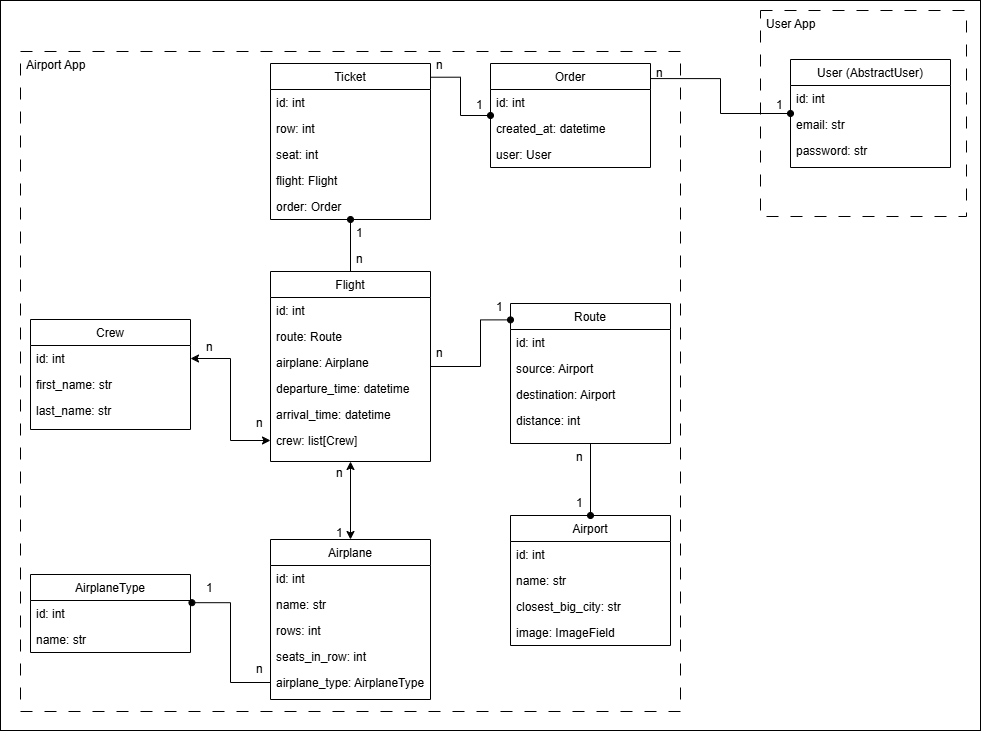 User App
Airport App
Ticket
id: int
row: int
seat: int
flight: Flight
order: Order
n
1
Order
id: int
created_at: datetime
user: User
n
1
User (AbstractUser)
id: int
email: str
password: str
1
n
Flight
id: int
route: Route
airplane: Airplane
departure_time: datetime
arrival_time: datetime
crew: list[Crew]
Crew
id: int
first_name: str
last_name: str
n
n
1
n
Route
id: int
source: Airport
destination: Airport
distance: int
n
1
n
1
Airplane
id: int
name: str
rows: int
seats_in_row: int
airplane_type: AirplaneType
AirplaneType
id: int
name: str
1
n
Airport
id: int
name: str
closest_big_city: str
image: ImageField